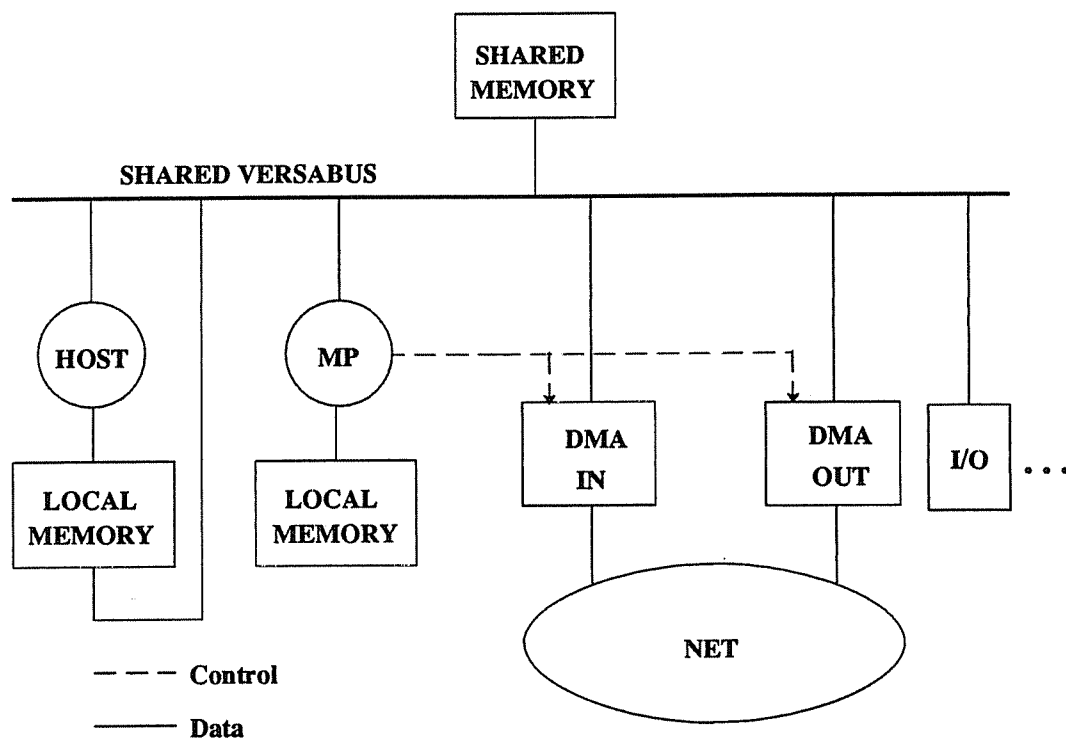 SHARED
MEMORY
SHARED VERSABUS
HOST
MP
DMA
IN
DMA
OUT
I/O
...
LOCAL
MEMORY
LOCAL
MEMORY
NET
Control
Data